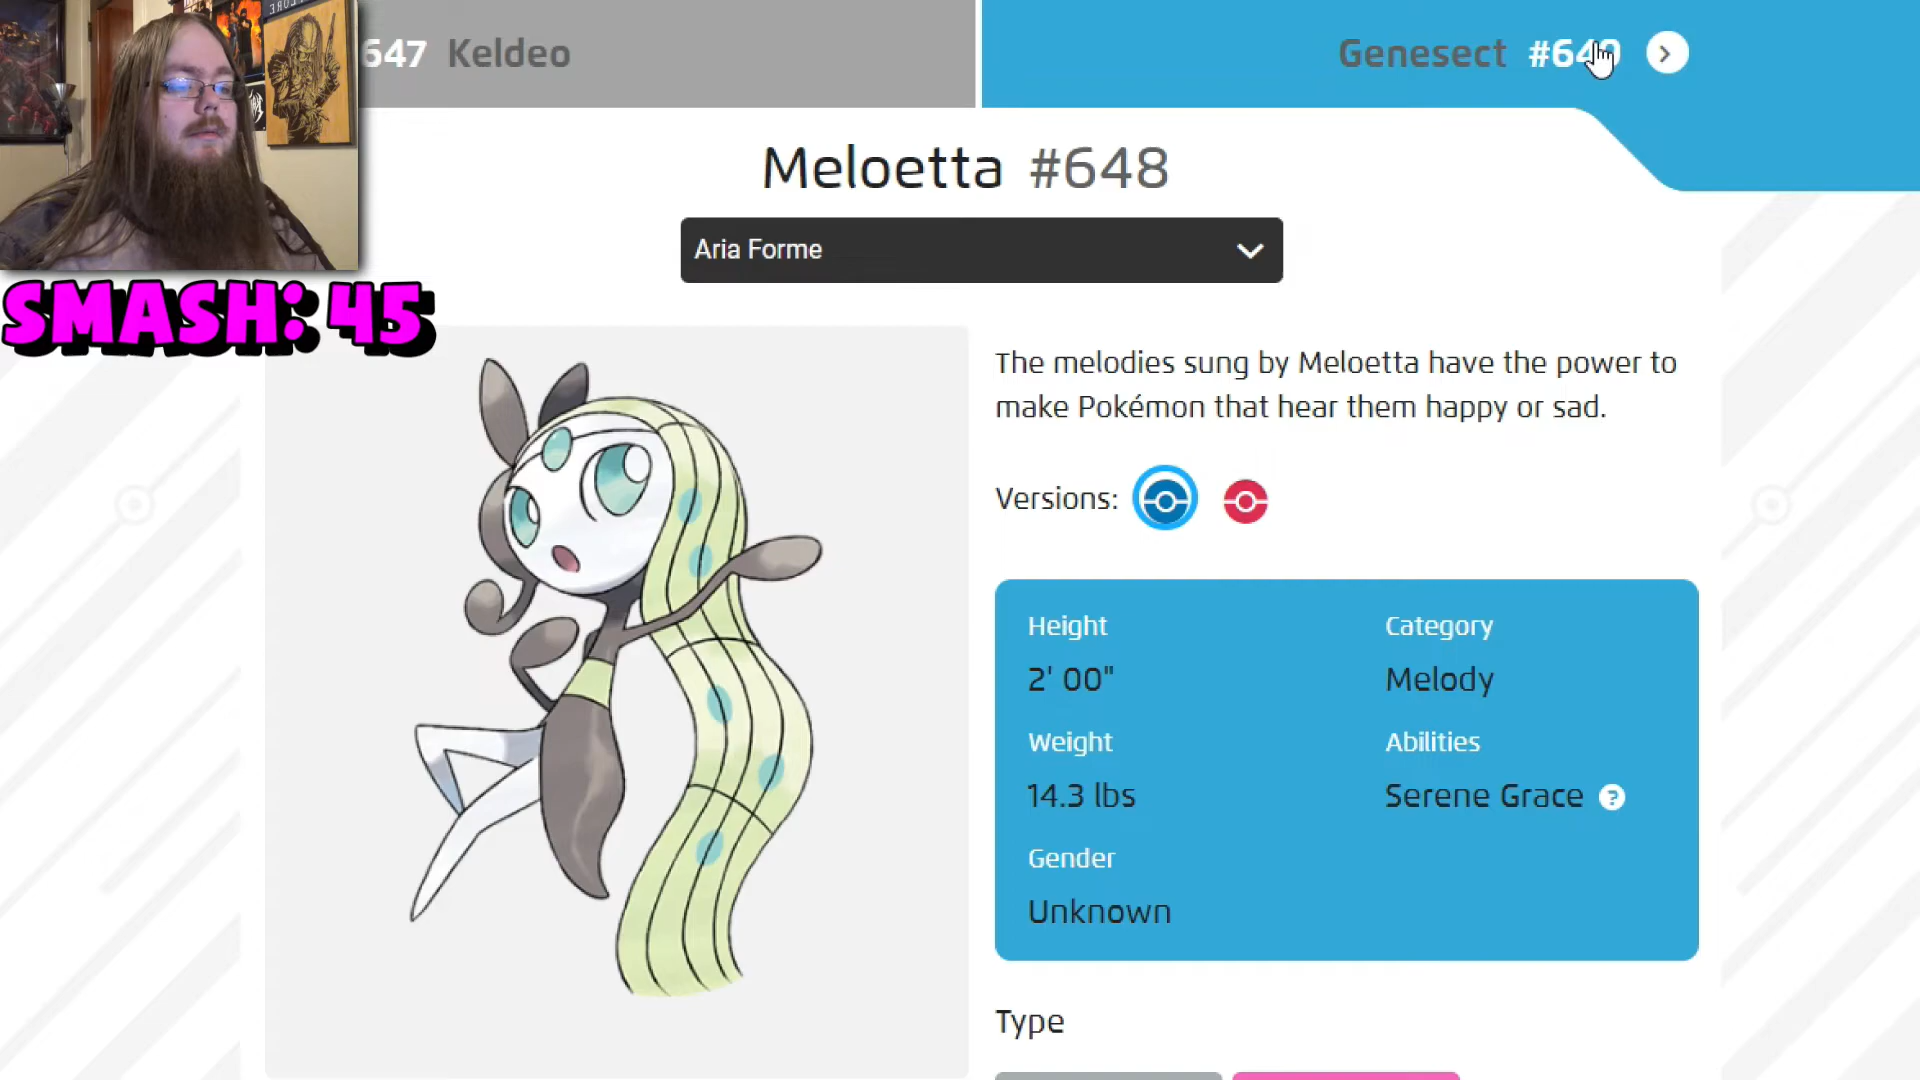 647 Keldeo
Genesect #649
Meloetta #648
Aria Forme
SMASH: 45
The melodies sung by Meloetta have the power to
make Pokémon that hear them happy or sad.
Versions:
Height
Category
2' 00"
Melody
Weight
Abilities
14.3 lbs
Serene Grace ?
Gender
Unknown
Type